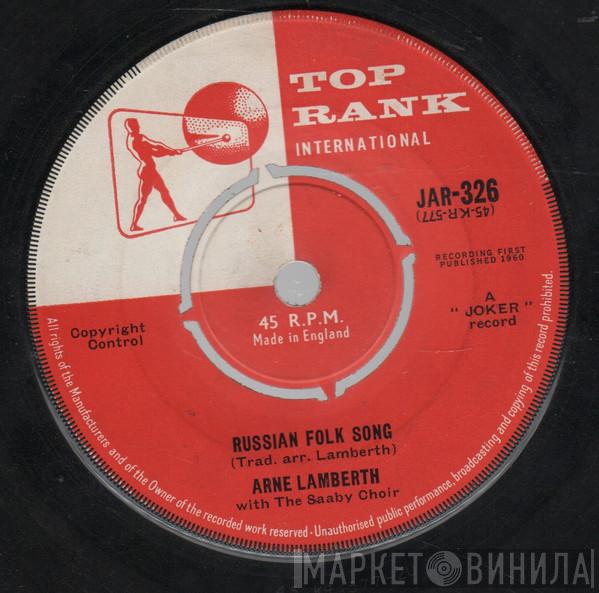 TOP
RANK
INTERNATIONAL
JAR-326
(45-KR-577)
RECORDING FIRST
PUBLISHED 1960
A
" JOKER "
record
Copyright
Control
45 R.P.M.
Made in England
RUSSIAN FOLK SONG
(Trad. arr. Lamberth)
ARNE LAMBERTH
with The Saaby Choir
All rights of the Manufacturers and of the Owner of the recorded work reserved · Unauthorised public performance, broadcasting and copying of this record prohibited.
МАРКЕТ ВИНИЛА